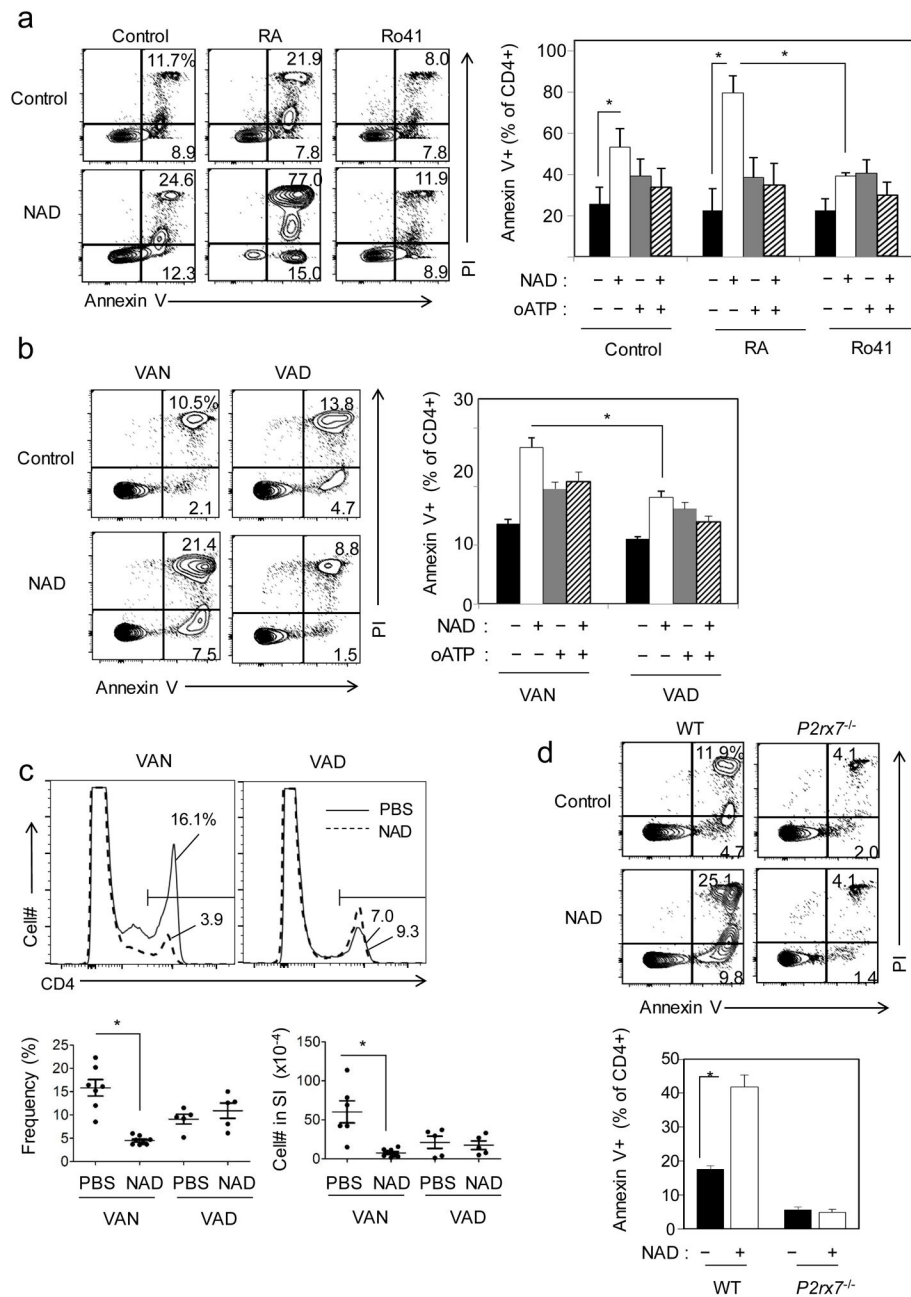 a
Control RA Ro41
Control
11.7% 21.9 8.0
8.9 7.8 7.8
NAD
24.6 77.0 11.9
12.3 15.0 8.9
Annexin V
PI
Annexin V+ (% of CD4+)
100
80
60
40
20
* * *
NAD : – + – + – + – + – + – +
oATP : – – + + – – + + – – + +
Control RA Ro41
b
VAN VAD
Control
10.5% 13.8
2.1 4.7
NAD
21.4 8.8
7.5 1.5
Annexin V
PI
Annexin V+ (% of CD4+)
30
20
10
0
*
NAD : – + – + – + – +
oATP : – – + + – – + +
VAN VAD
c
VAN VAD
16.1%
3.9
PBS
NAD
7.0
9.3
Cell#
CD4
Frequency (%)
25
20
15
10
5
0
*
PBS NAD PBS NAD
VAN VAD
Cell# in SI (x10-4)
150
100
50
0
*
PBS NAD PBS NAD
VAN VAD
d
WT P2rx7-/-
Control
11.9% 4.1
4.7 2.0
NAD
25.1 4.1
9.8 1.4
Annexin V
PI
Annexin V+ (% of CD4+)
50
40
30
20
10
0
*
NAD : – + – +
WT P2rx7-/-